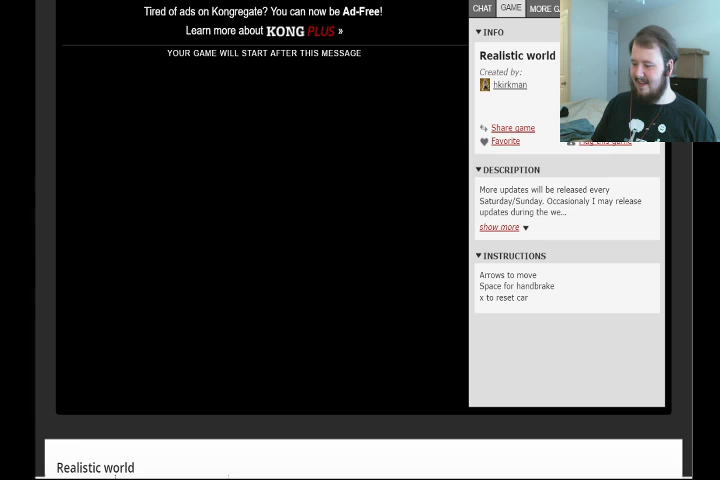 Tired of ads on Kongregate? You can now be Ad-Free!
Learn more about KONG PLUS »
YOUR GAME WILL START AFTER THIS MESSAGE
CHAT GAME MORE
INFO
Realistic world
Created by:
hkirkman
Share game
Favorite
DESCRIPTION
More updates will be released every
Saturday/Sunday. Occasionaly I may release
updates during the we...
show more
INSTRUCTIONS
Arrows to move
Space for handbrake
x to reset car
Realistic world